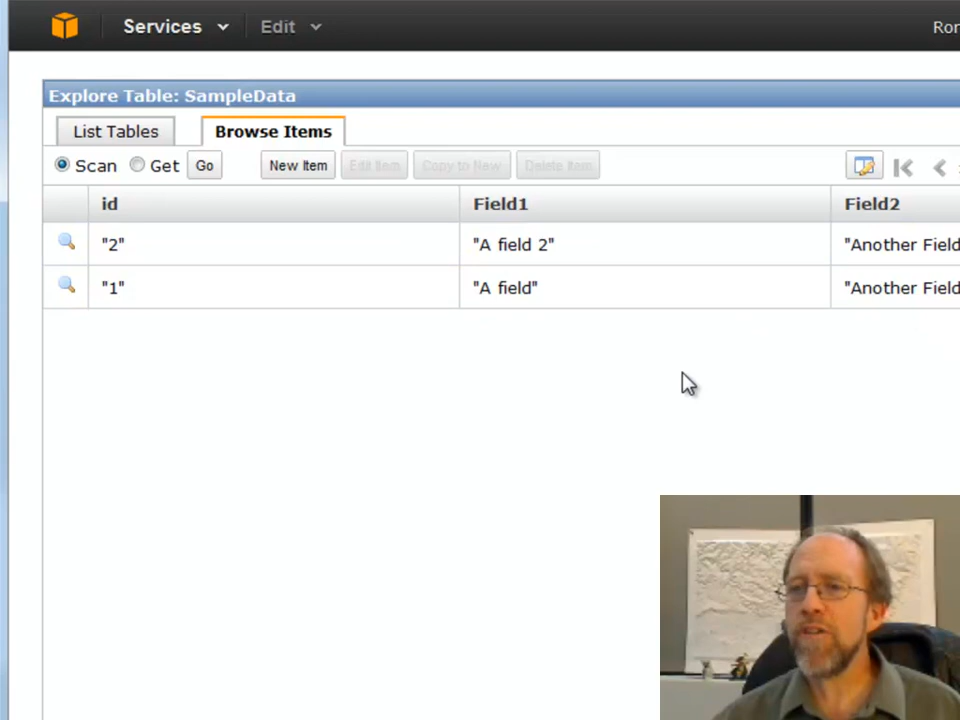 Services Edit Ror
Explore Table: SampleData
List Tables Browse Items
Scan Get Go New Item Edit Item Copy to New Delete Item
id Field1 Field2
"2" "A field 2" "Another Field
"1" "A field" "Another Field